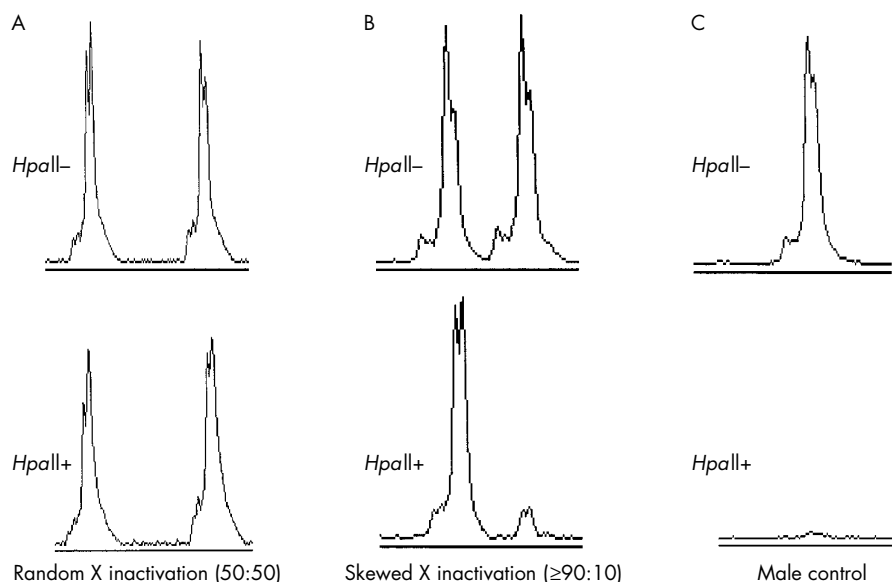 A
B
C
HpaII–
HpaII–
HpaII–
HpaII+
HpaII+
HpaII+
Random X inactivation (50:50)
Skewed X inactivation (≥90:10)
Male control